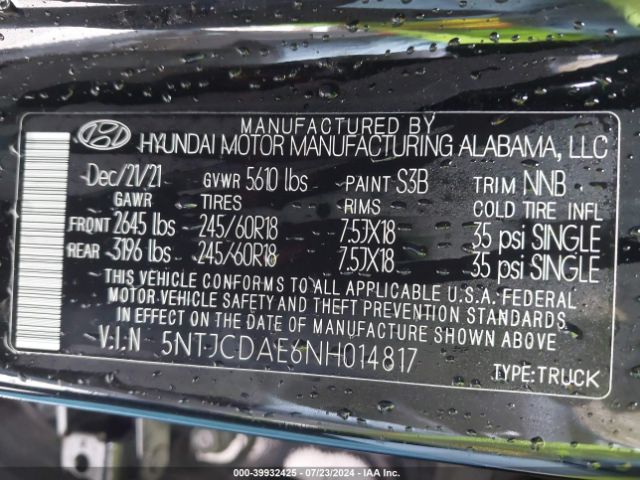 MANUFACTURED BY
HYUNDAI MOTOR MANUFACTURING ALABAMA, LLC
Dec/21/21 GVWR 5610 lbs PAINT S3B TRIM NNB
GAWR TIRES RIMS COLD TIRE INFL
FRONT 2645 lbs 245/60R18 7.5JX18 35 psi SINGLE
REAR 3196 lbs 245/60R18 7.5JX18 35 psi SINGLE
THIS VEHICLE CONFORMS TO ALL APPLICABLE U.S.A. FEDERAL
MOTOR VEHICLE SAFETY AND THEFT PREVENTION STANDARDS
IN EFFECT ON THE DATE OF MANUFACTURE SHOWN ABOVE
V.I.N 5NTJCDAE6NH014817
TYPE:TRUCK
000-39932425 - 07/23/2024 - IAA Inc.